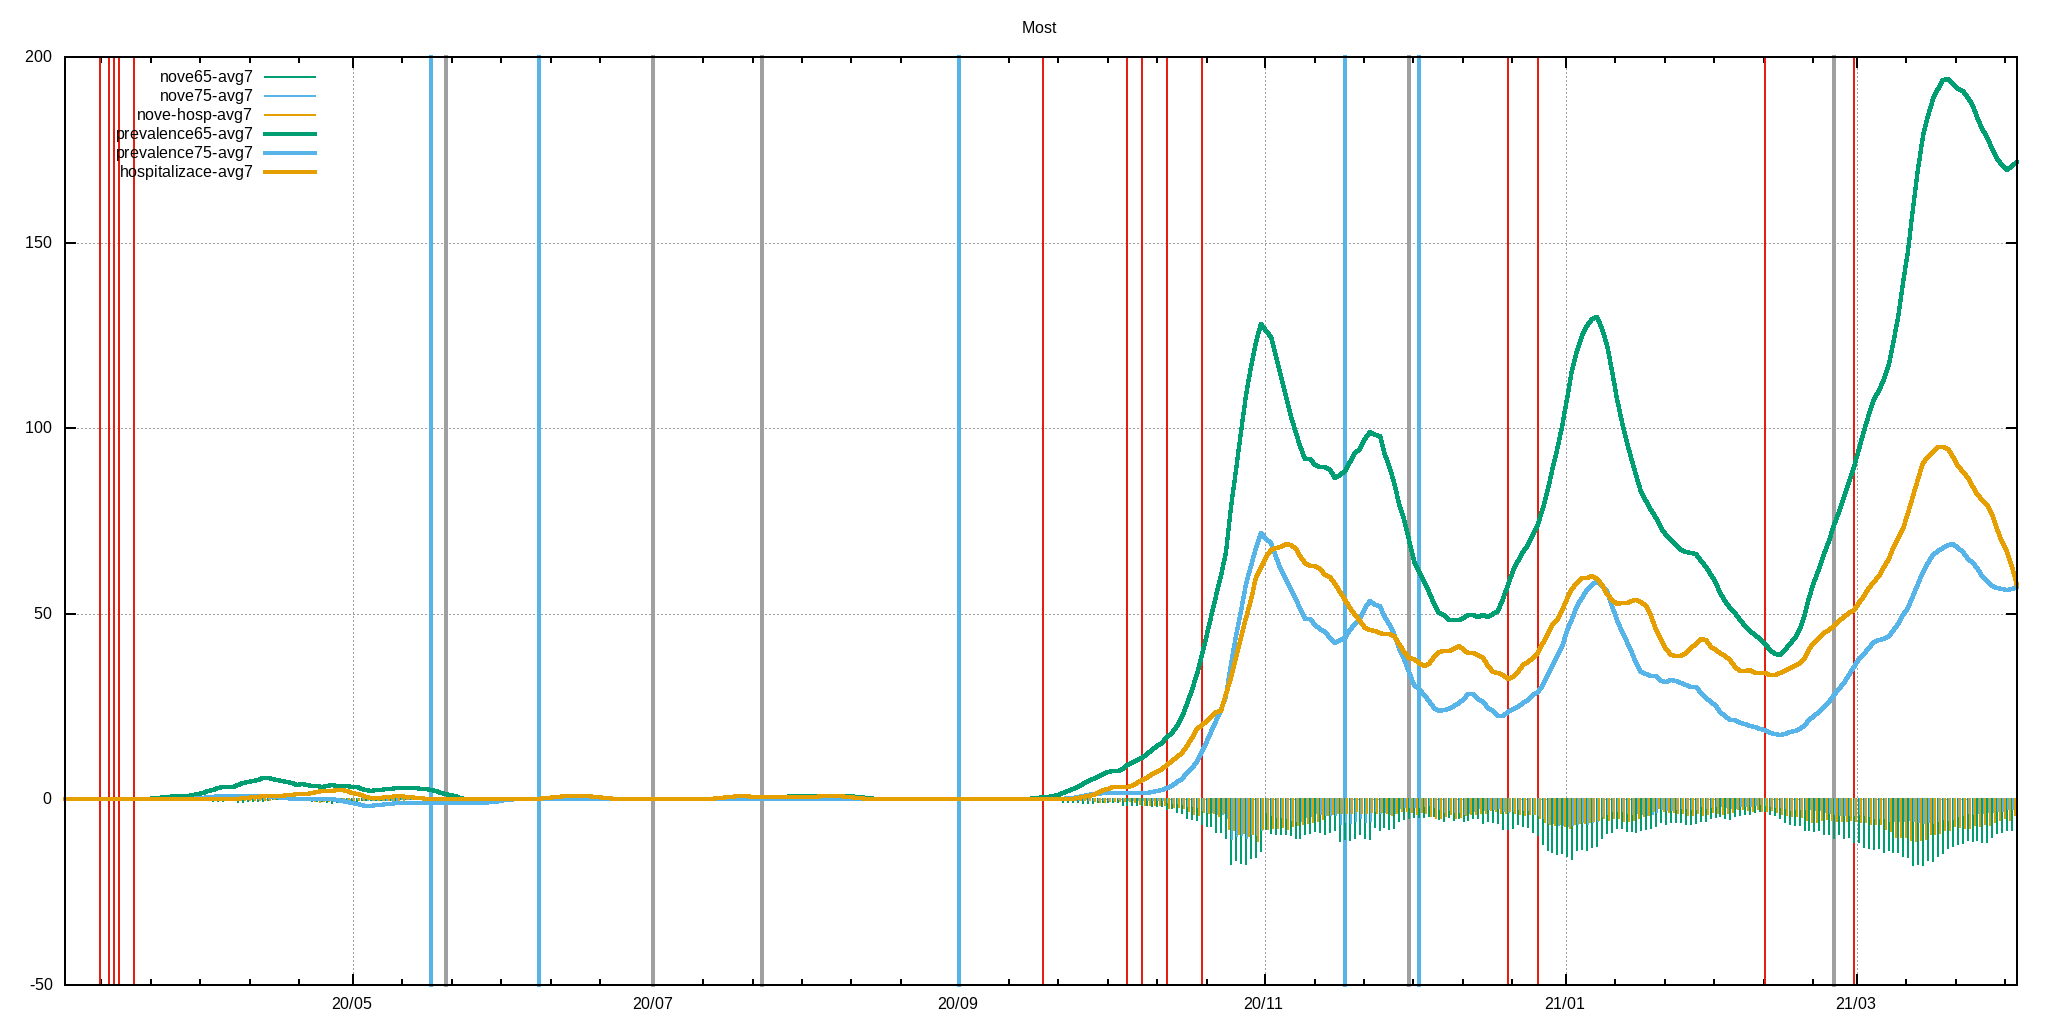 Most
200
nove65-avg7
nove75-avg7
nove-hosp-avg7
prevalence65-avg7
prevalence75-avg7
hospitalizace-avg7
150
100
50
0
-50
20/05 20/07 20/09 20/11 21/01 21/03